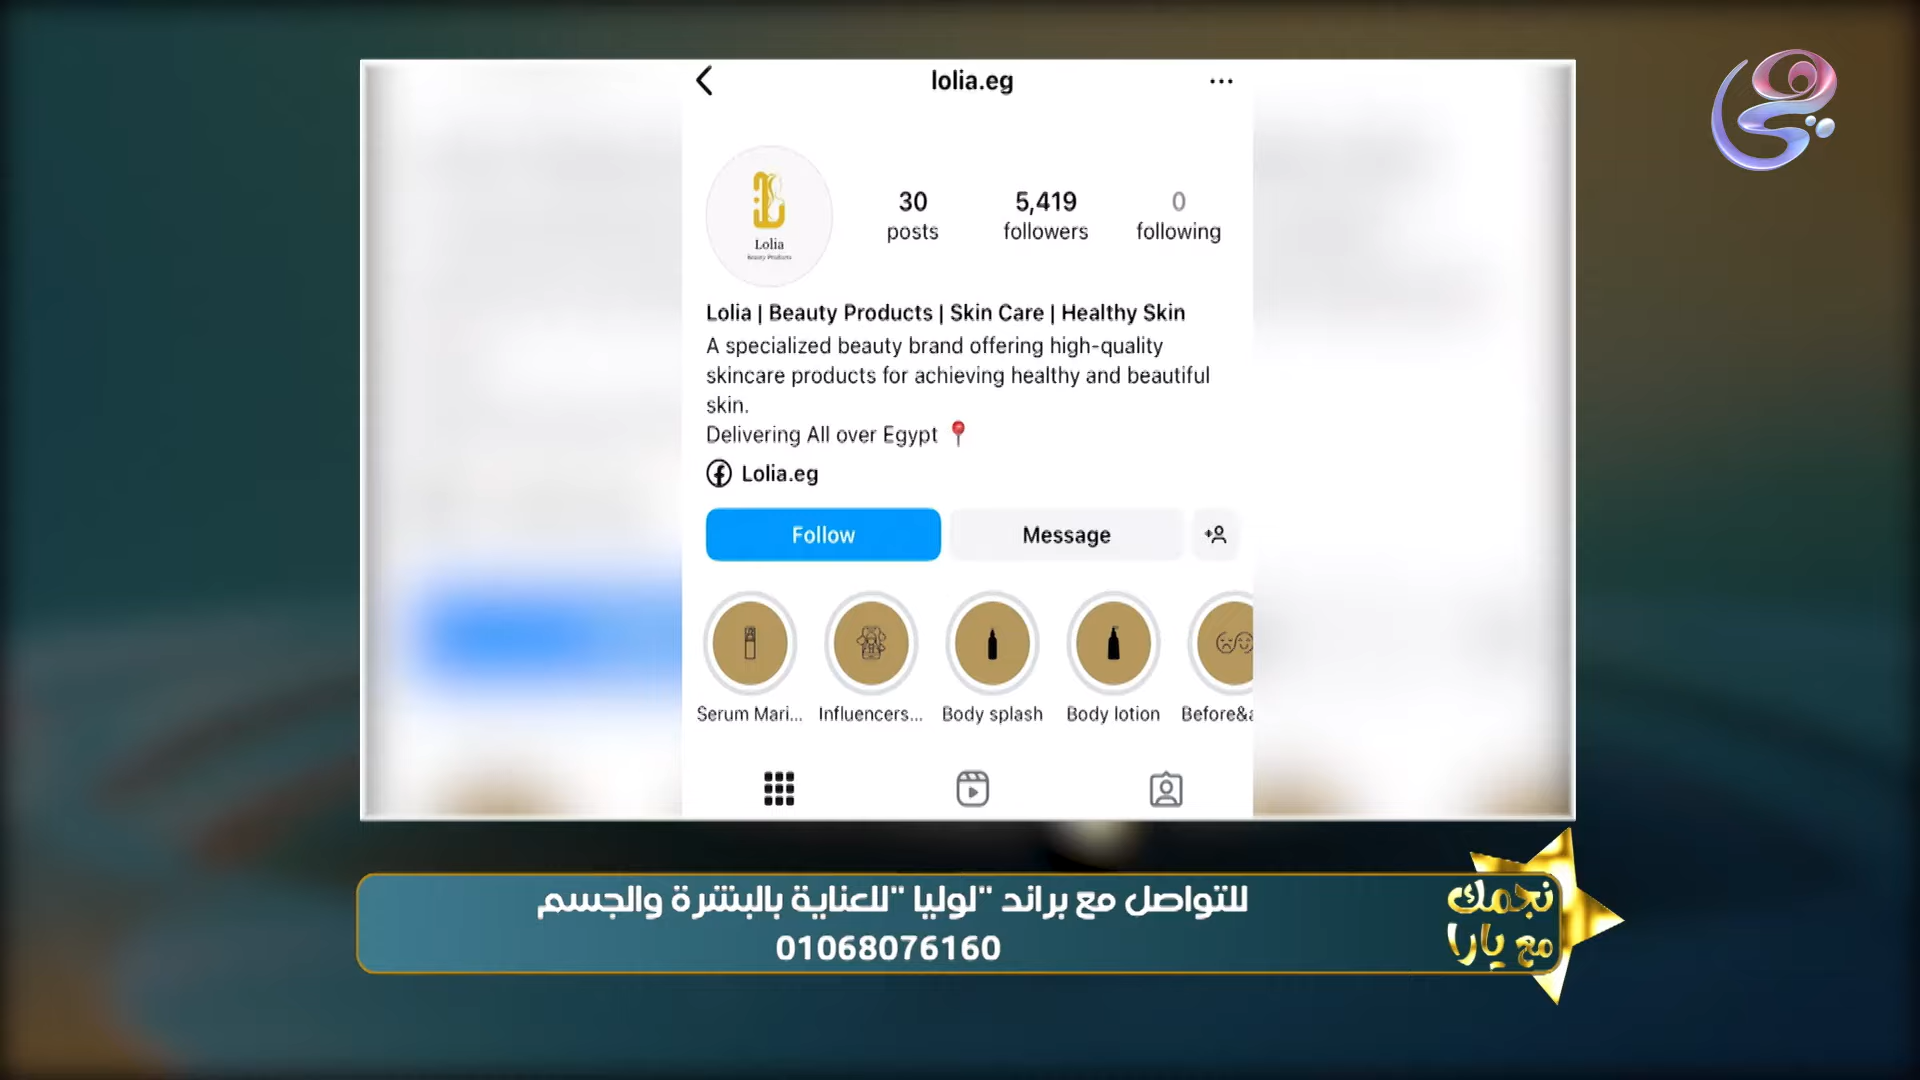 lolia.eg
Lolia
Beauty Products
30
posts
5,419
followers
0
following
Lolia | Beauty Products | Skin Care | Healthy Skin
A specialized beauty brand offering high-quality
skincare products for achieving healthy and beautiful
skin.
Delivering All over Egypt 📍
Lolia.eg
Follow
Message
Serum Mari...
Influencers...
Body splash
Body lotion
Before&a
للتواصل مع براند "لوليا "للعناية بالبشرة والجسم
01068076160
نجمك
مع يارا